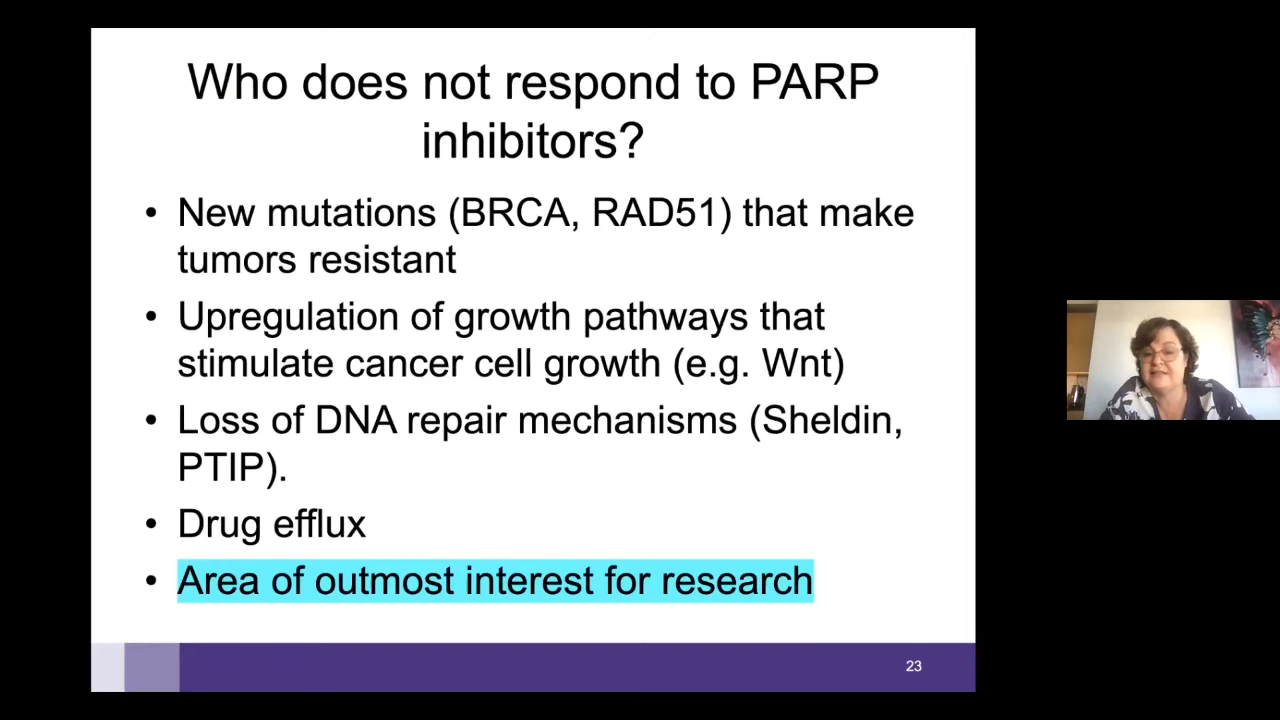 Who does not respond to PARP
inhibitors?
• New mutations (BRCA, RAD51) that make
tumors resistant
• Upregulation of growth pathways that
stimulate cancer cell growth (e.g. Wnt)
• Loss of DNA repair mechanisms (Sheldin,
PTIP).
• Drug efflux
• Area of outmost interest for research
23